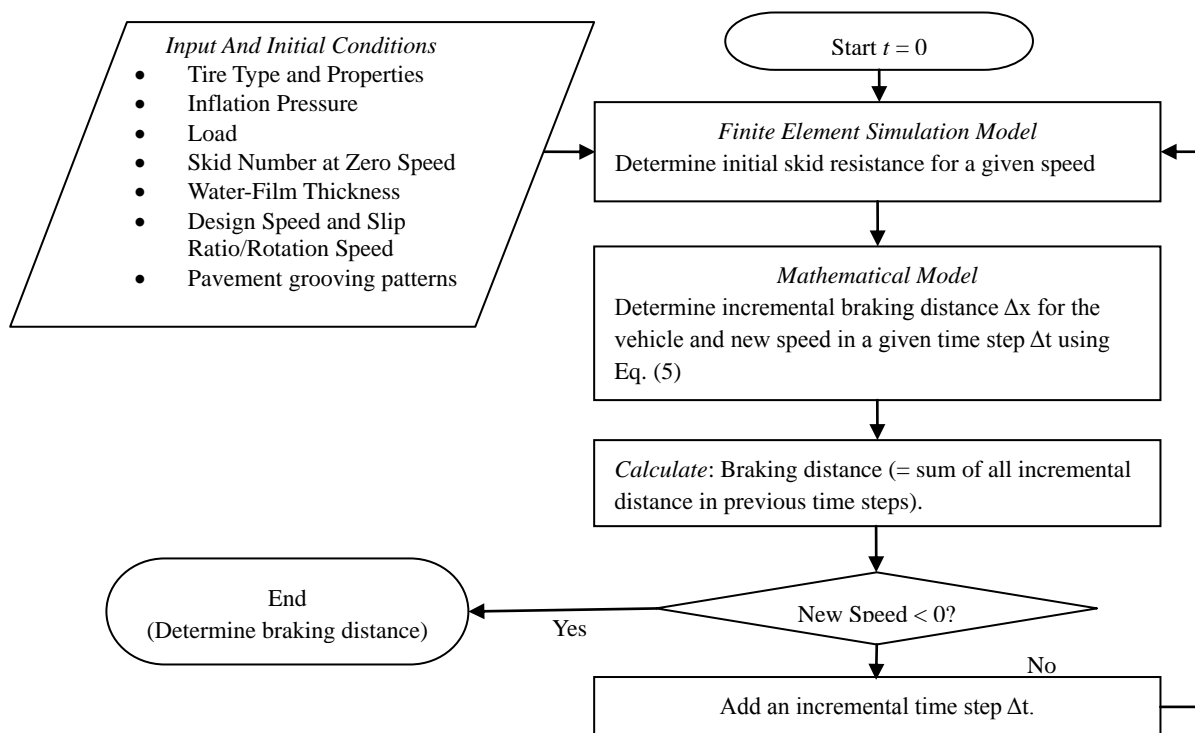 Input And Initial Conditions
• Tire Type and Properties
• Inflation Pressure
• Load
• Skid Number at Zero Speed
• Water-Film Thickness
• Design Speed and Slip
Ratio/Rotation Speed
• Pavement grooving patterns
Start t = 0
Finite Element Simulation Model
Determine initial skid resistance for a given speed
Mathematical Model
Determine incremental braking distance Δx for the
vehicle and new speed in a given time step Δt using
Eq. (5)
Calculate: Braking distance (= sum of all incremental
distance in previous time steps).
New Speed < 0?
Yes
End
(Determine braking distance)
No
Add an incremental time step Δt.